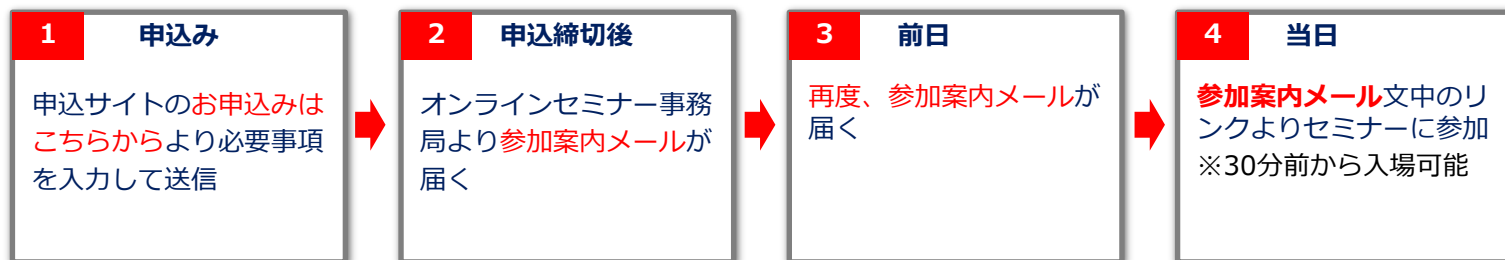 1 申込み
申込サイトのお申込みは
こちらからより必要事項
を入力して送信
2 申込締切後
オンラインセミナー事務
局より参加案内メールが
届く
3 前日
再度、参加案内メールが
届く
4 当日
参加案内メール文中のリ
ンクよりセミナーに参加
※30分前から入場可能